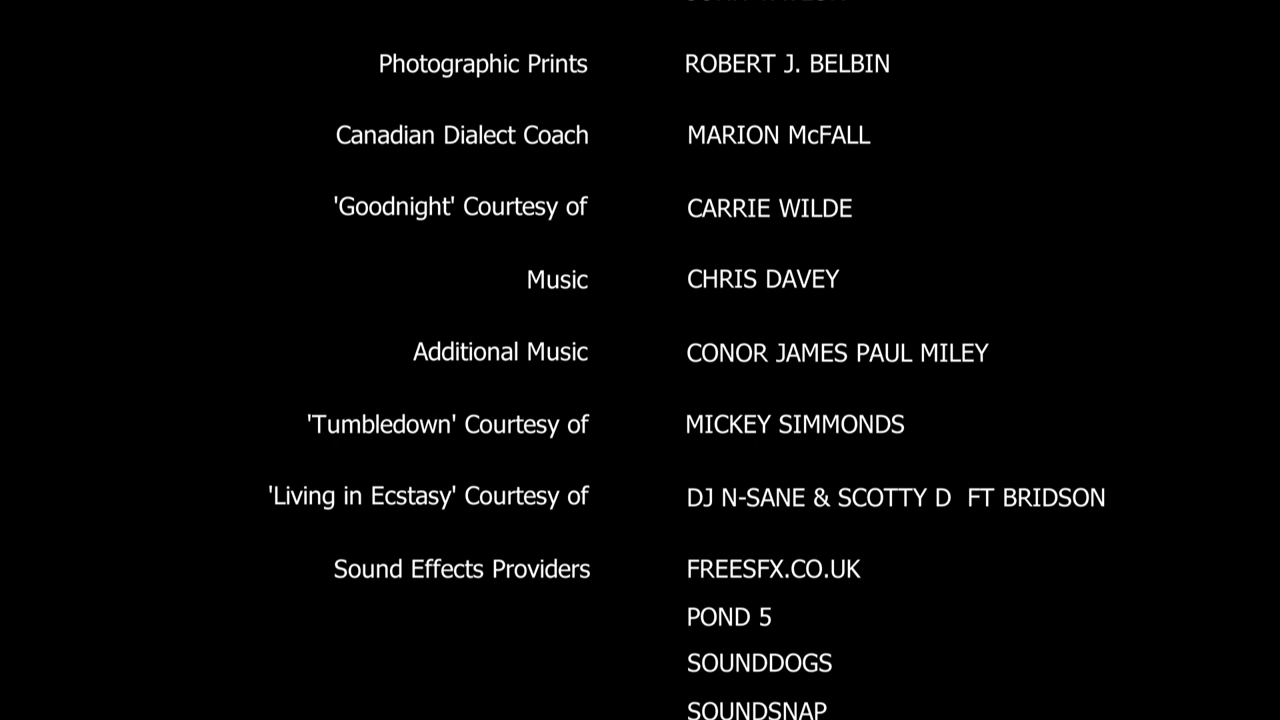 Photographic Prints ROBERT J. BELBIN
Canadian Dialect Coach MARION McFALL
'Goodnight' Courtesy of CARRIE WILDE
Music CHRIS DAVEY
Additional Music CONOR JAMES PAUL MILEY
'Tumbledown' Courtesy of MICKEY SIMMONDS
'Living in Ecstasy' Courtesy of DJ N-SANE & SCOTTY D FT BRIDSON
Sound Effects Providers FREESFX.CO.UK
POND 5
SOUNDDOGS
SOUNDSNAP